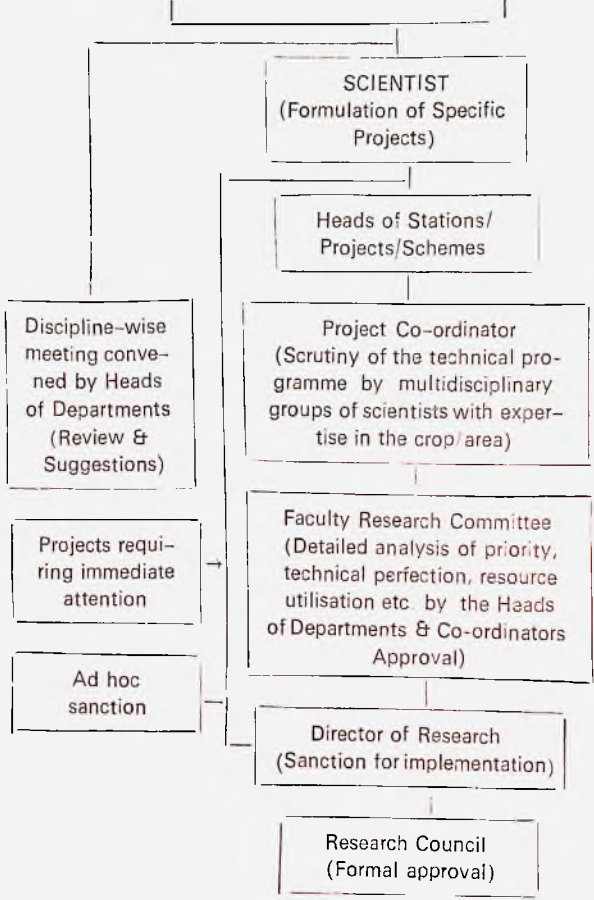 SCIENTIST
(Formulation of Specific
Projects)
Heads of Stations/
Projects/Schemes
Discipline-wise
meeting conve-
ned by Heads
of Departments
(Review &
Suggestions)
Project Co-ordinator
(Scrutiny of the technical pro-
gramme by multidisciplinary
groups of scientists with exper-
tise in the crop/area)
Projects requi-
ring immediate
attention
Faculty Research Committee
(Detailed analysis of priority,
technical perfection, resource
utilisation etc. by the Heads
of Departments & Co-ordinators
Approval)
Ad hoc
sanction
Director of Research
(Sanction for implementation)
Research Council
(Formal approval)